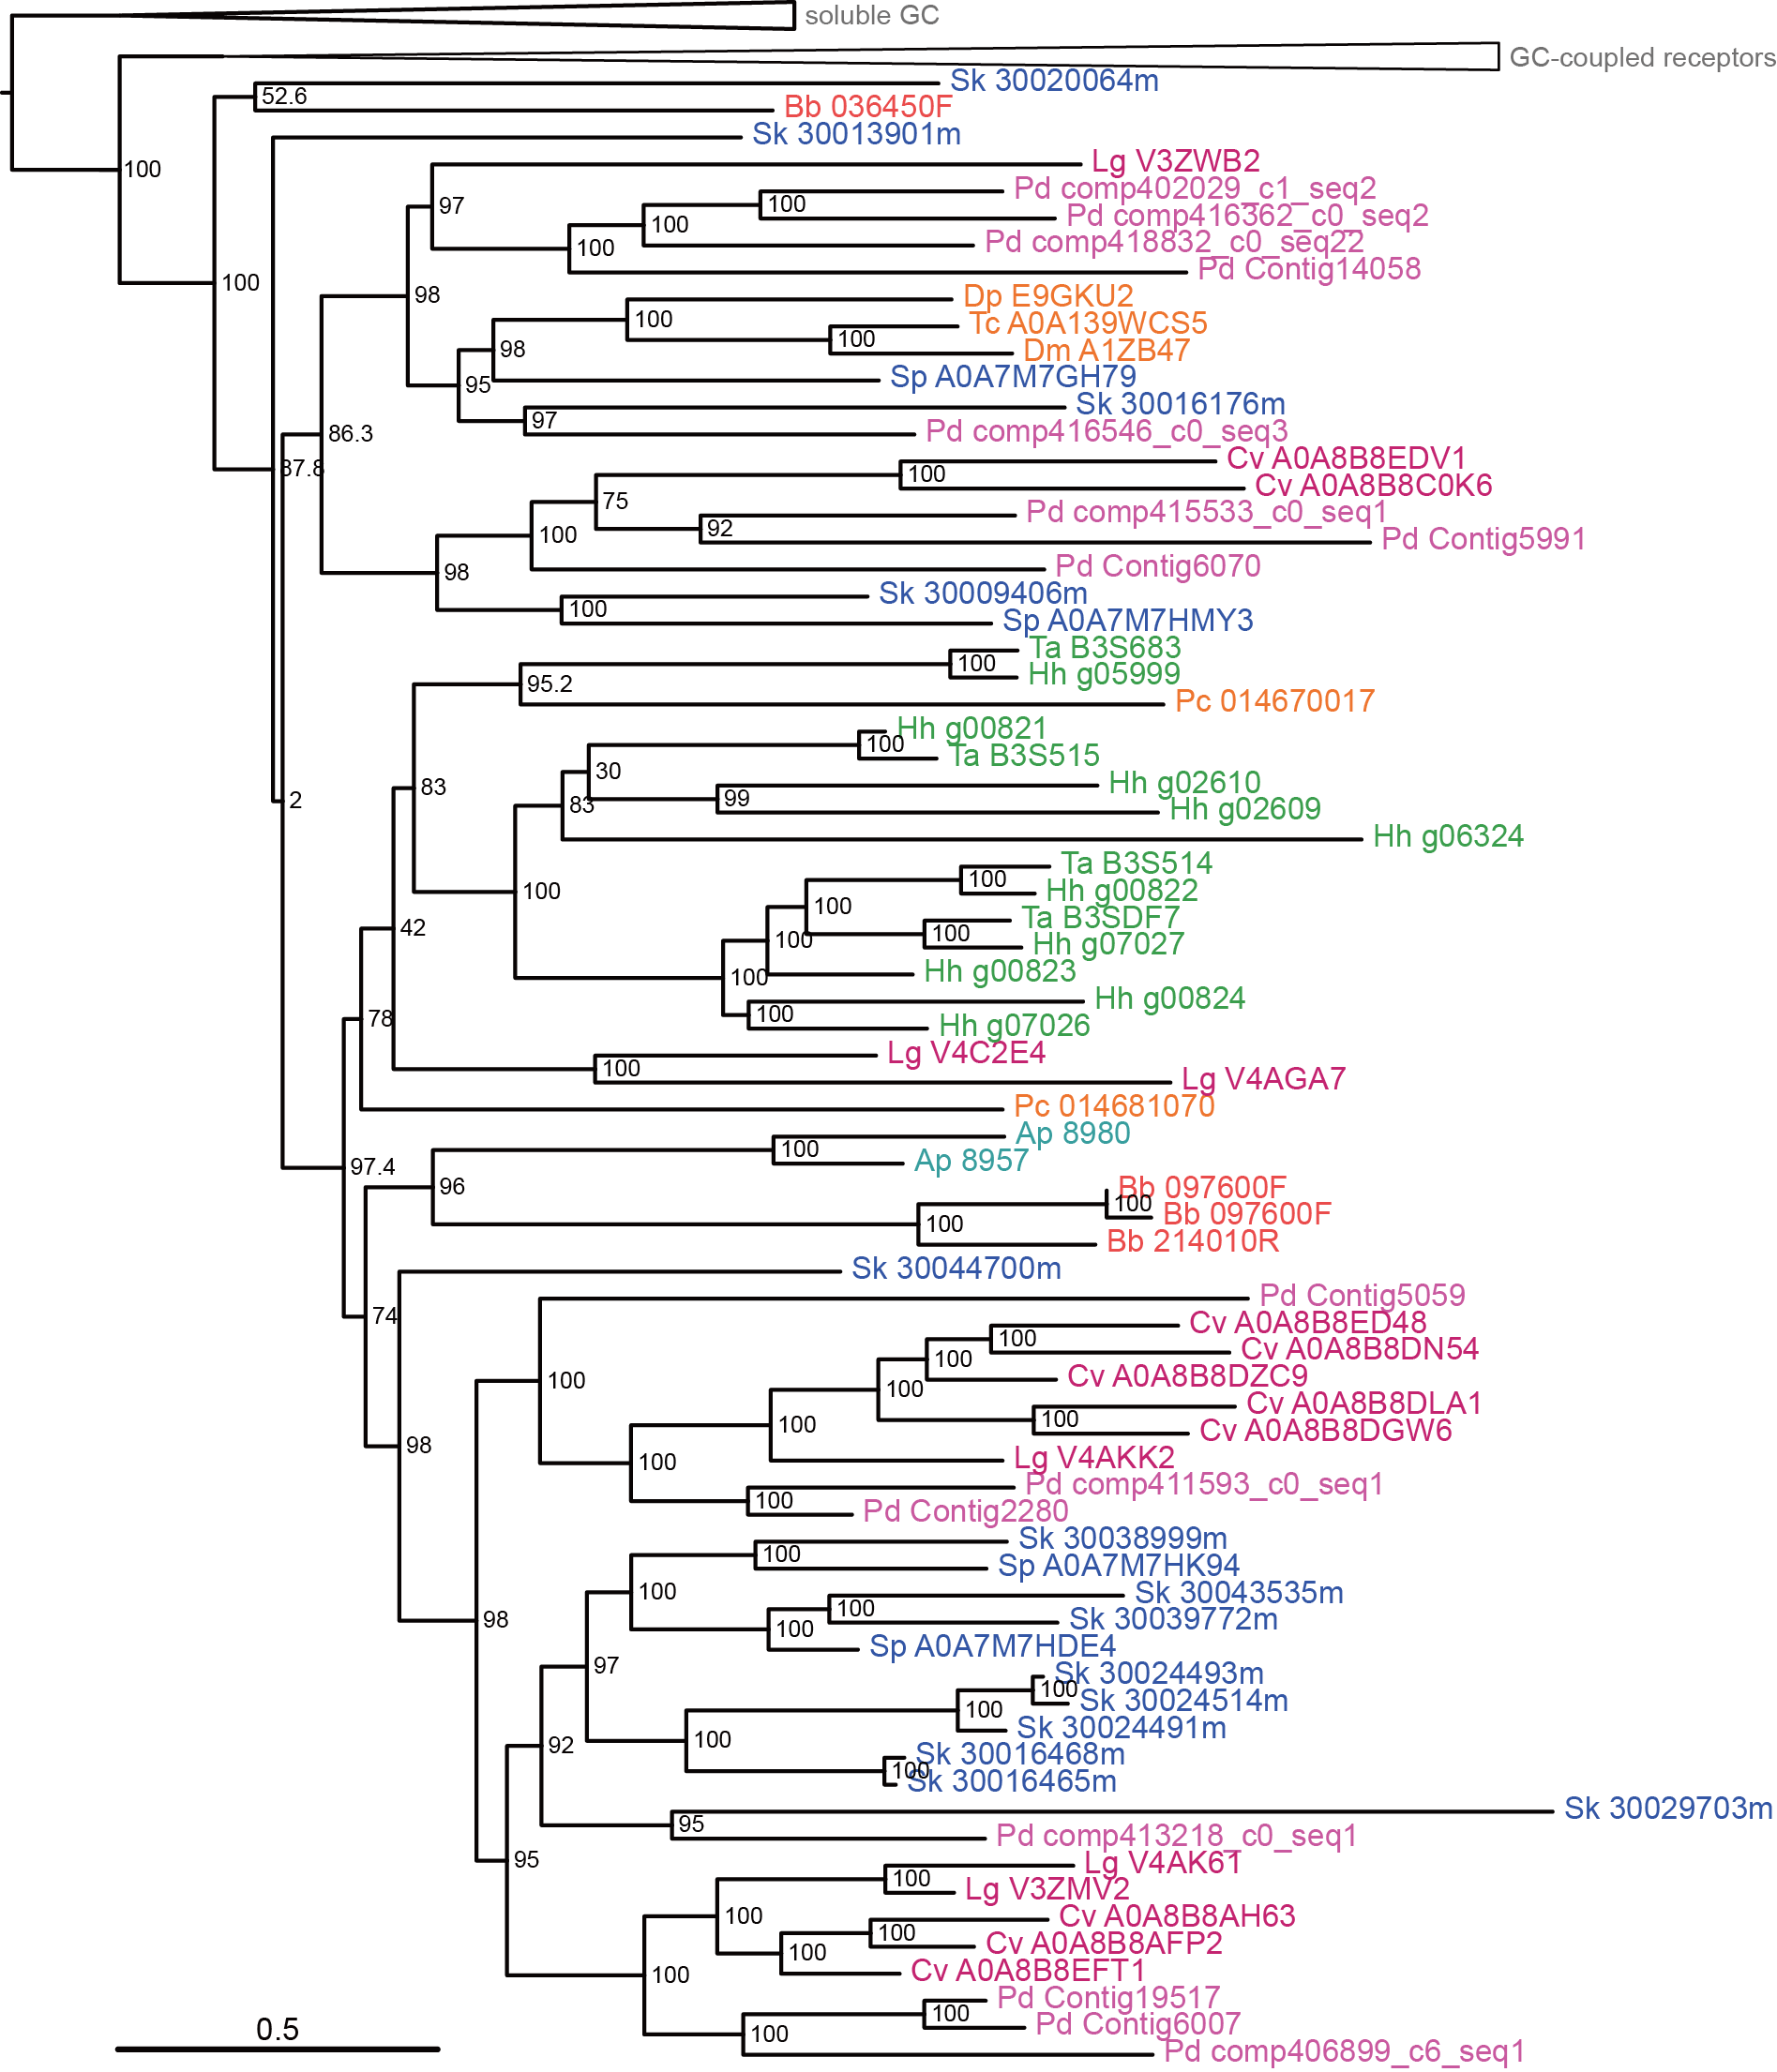 soluble GC
GC-coupled receptors
Sk 30020064m
52.6
Bb 036450F
Sk 30013901m
Lg V3ZWB2
100
Pd comp402029_c1_seq2
97
100
Pd comp416362_c0_seq2
100
Pd comp418832_c0_seq22
100
Pd Contig14058
100
98
Dp E9GKU2
100
Tc A0A139WCS5
100
98
Dm A1ZB47
Sp A0A7M7GH79
95
Sk 30016176m
97
Pd comp416546_c0_seq3
86.3
Cv A0A8B8EDV1
37.8
100
Cv A0A8B8C0K6
75
Pd comp415533_c0_seq1
92
100
Pd Contig5991
Pd Contig6070
98
Sk 30009406m
100
Sp A0A7M7HMY3
Ta B3S683
100
Hh g05999
95.2
Pc 014670017
Hh g00821
100
Ta B3S515
30
Hh g02610
83
99
83
Hh g02609
2
Hh g06324
Ta B3S514
100
100
Hh g00822
100
Ta B3SDF7
42
100
100
Hh g07027
Hh g00823
100
Hh g00824
78
100
Hh g07026
Lg V4C2E4
100
Lg V4AGA7
Pc 014681070
Ap 8980
100
Ap 8957
97.4
96
Bb 097600F
100
Bb 097600F
100
Bb 214010R
Sk 30044700m
Pd Contig5059
74
Cv A0A8B8ED48
100
Cv A0A8B8DN54
100
Cv A0A8B8DZC9
100
100
Cv A0A8B8DLA1
100
100
Cv A0A8B8DGW6
98
Lg V4AKK2
100
Pd comp411593_c0_seq1
100
Pd Contig2280
Sk 30038999m
100
Sp A0A7M7HK94
100
Sk 30043535m
100
98
Sk 30039772m
100
Sp A0A7M7HDE4
97
Sk 30024493m
100
Sk 30024514m
100
Sk 30024491m
100
92
Sk 30016468m
100
Sk 30016465m
Sk 30029703m
95
Pd comp413218_c0_seq1
95
Lg V4AK61
100
Lg V3ZMV2
100
Cv A0A8B8AH63
100
Cv A0A8B8AFP2
100
Cv A0A8B8EFT1
100
Pd Contig19517
100
Pd Contig6007
100
Pd comp406899_c6_seq1
0.5